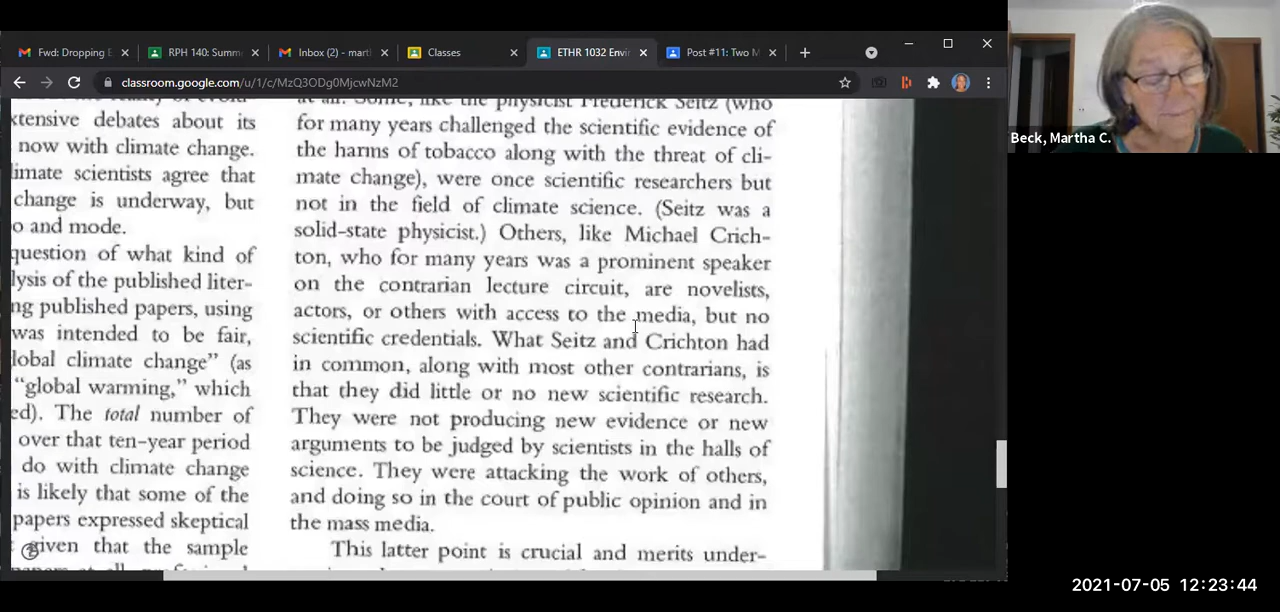 Fwd: Dropping E
RPH 140: Summ
Inbox (2) - mart
Classes
ETHR 1032 Envi
Post #11: Two M
classroom.google.com/u/1/c/MzQ3ODg0MjcwNzM2
Beck, Martha C.
xtensive debates about its
now with climate change.
limate scientists agree that
change is underway, but
o and mode.
question of what kind of
lysis of the published liter-
ng published papers, using
was intended to be fair,
lobal climate change” (as
“global warming,” which
ed). The total number of
over that ten-year period
do with climate change
is likely that some of the
papers expressed skeptical
given that the sample
at all. Some, like the physicist Frederick Seitz (who
for many years challenged the scientific evidence of
the harms of tobacco along with the threat of cli-
mate change), were once scientific researchers but
not in the field of climate science. (Seitz was a
solid-state physicist.) Others, like Michael Crich-
ton, who for many years was a prominent speaker
on the contrarian lecture circuit, are novelists,
actors, or others with access to the media, but no
scientific credentials. What Seitz and Crichton had
in common, along with most other contrarians, is
that they did little or no new scientific research.
They were not producing new evidence or new
arguments to be judged by scientists in the halls of
science. They were attacking the work of others,
and doing so in the court of public opinion and in
the mass media.
This latter point is crucial and merits under-
2021-07-05 12:23:44